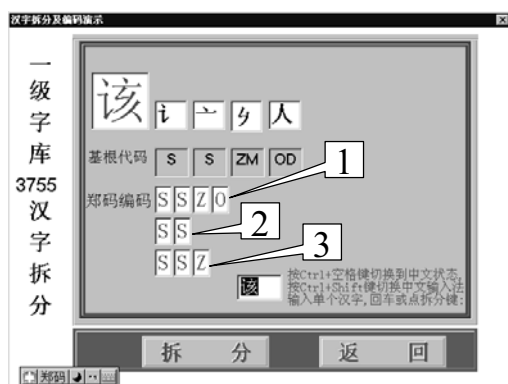 汉字拆分及编码演示
一级字库3755汉字拆分
该 讠 亠 𠂑 人
基根代码 S S ZM OD
郑码编码 S S Z O
1
S S
2
S S Z
3
该
按Ctrl+空格键切换到中文状态,
按Ctrl+Shift键切换中文输入法
输入单个汉字,回车或点拆分键:
拆 分 返 回
郑码